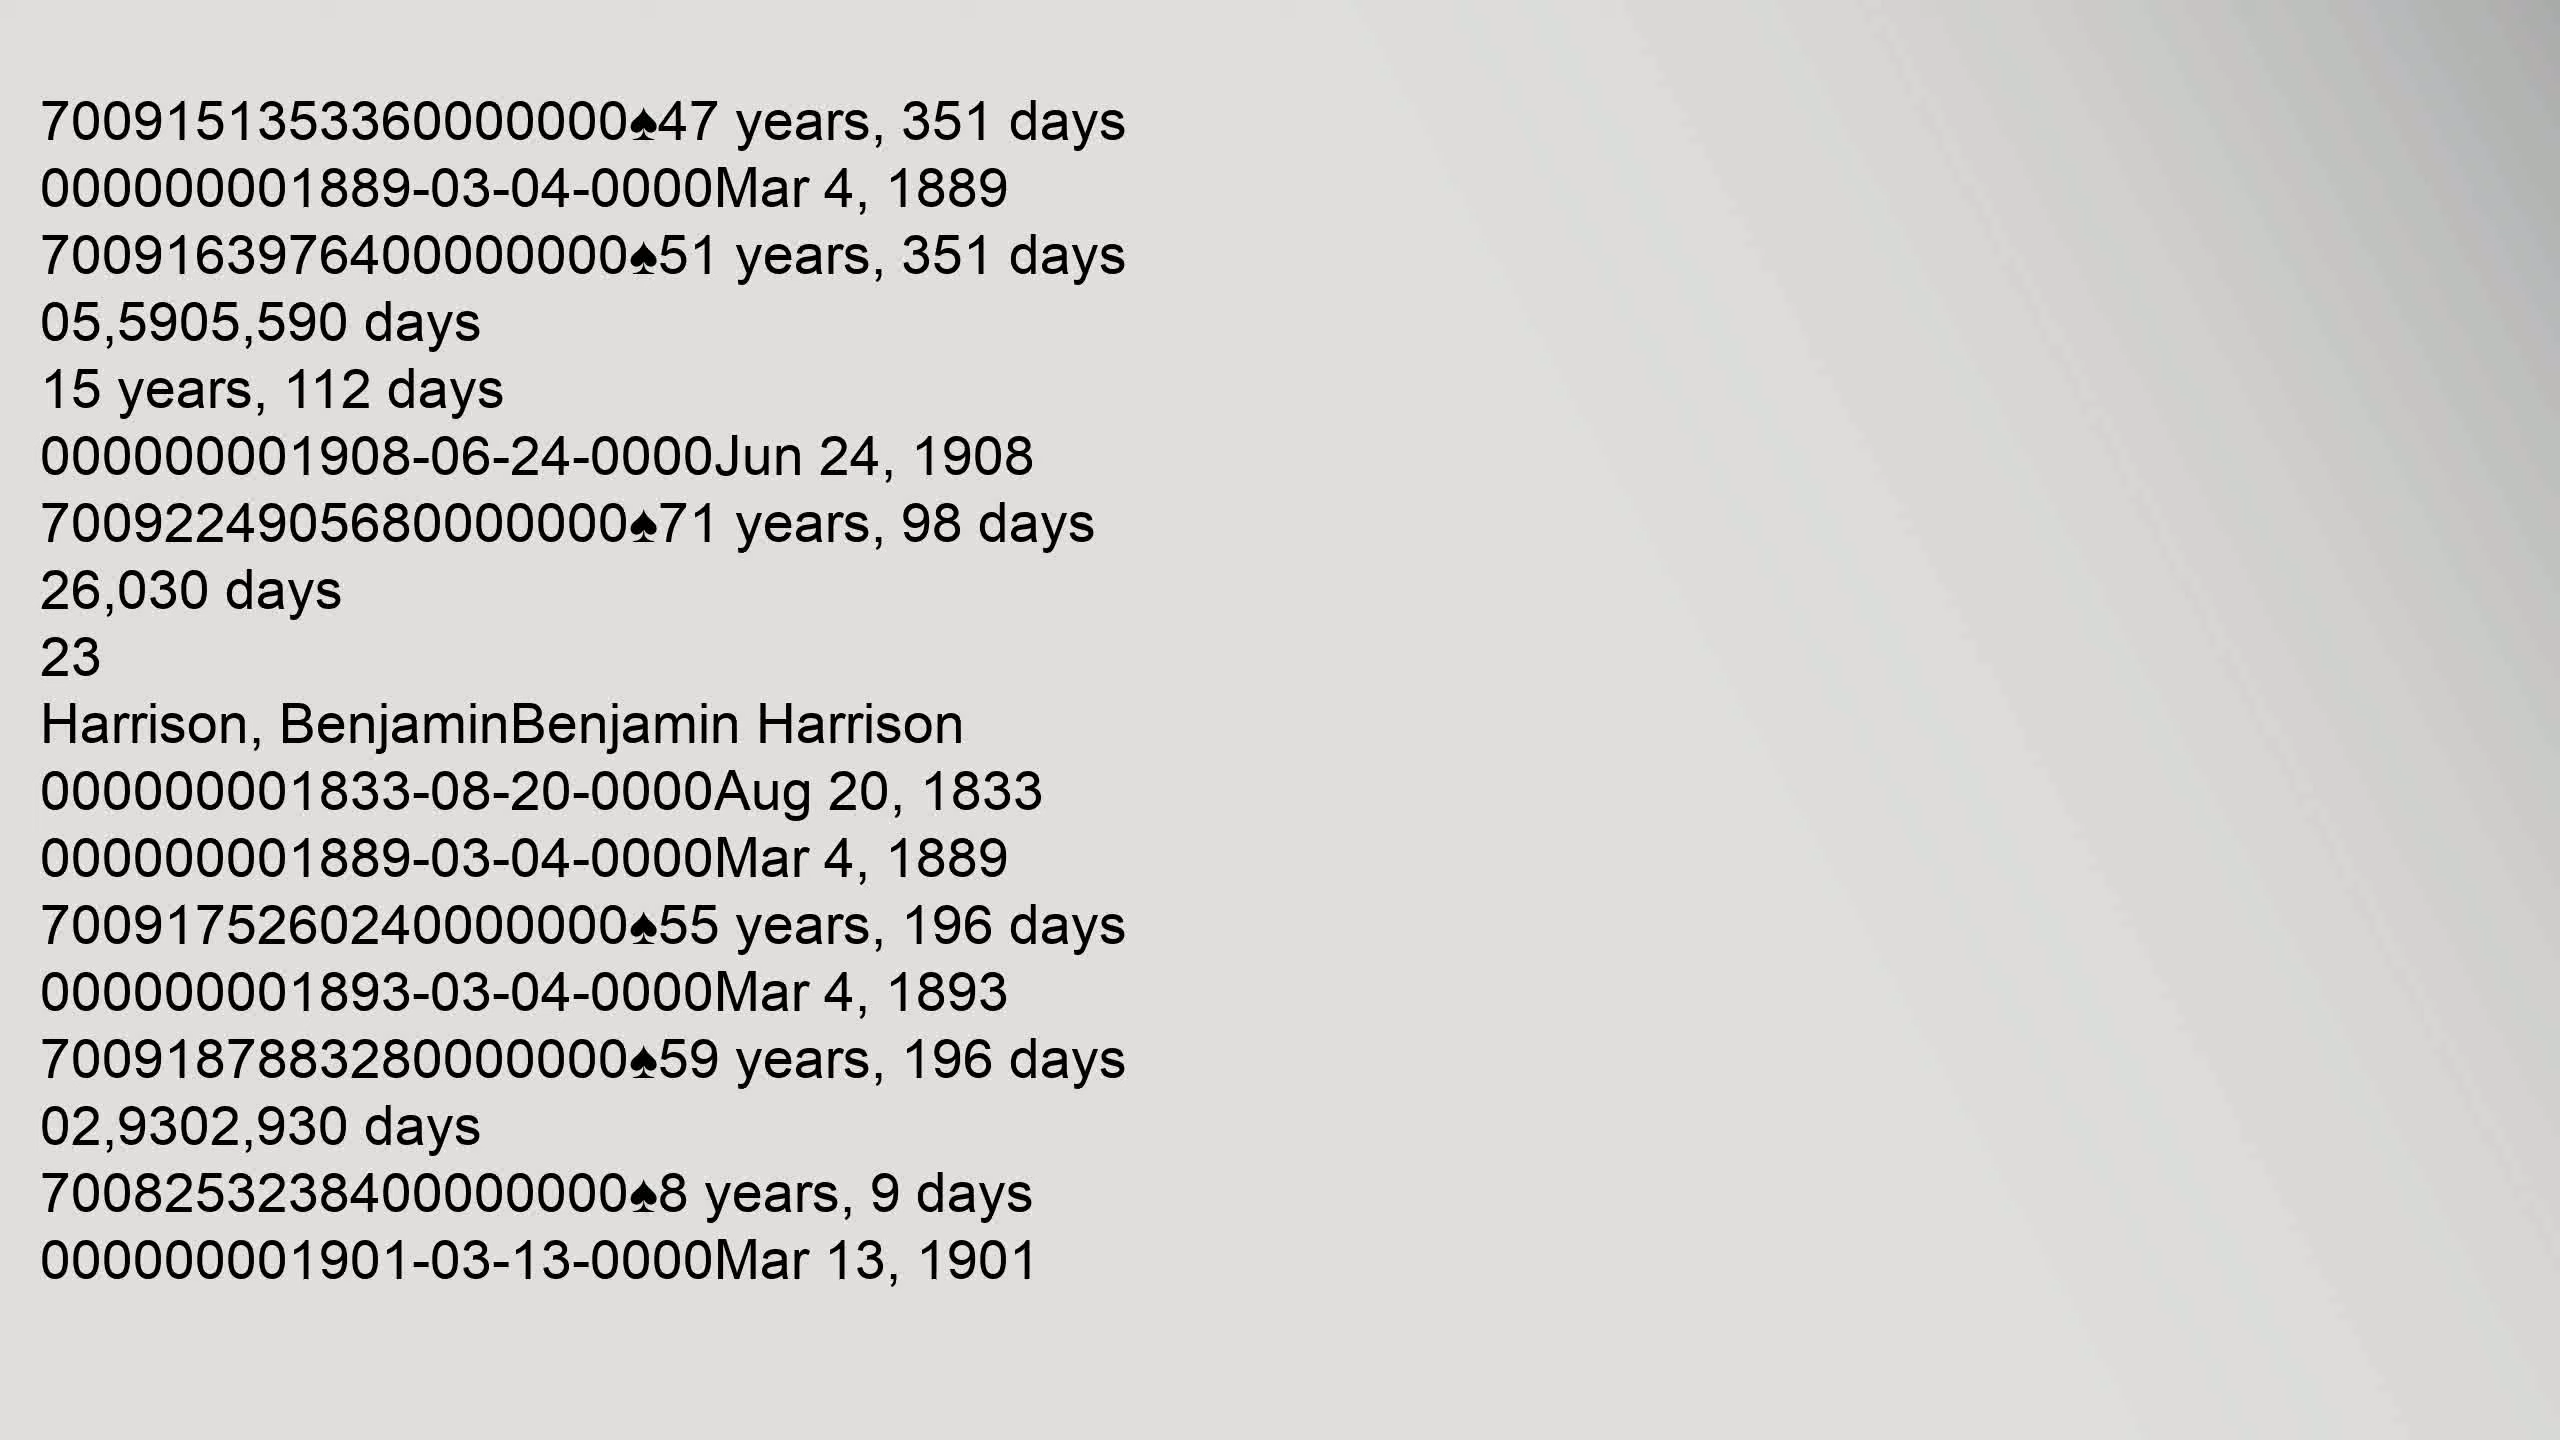 7009151353360000000♠47 years, 351 days
000000001889-03-04-0000Mar 4, 1889
7009163976400000000♠51 years, 351 days
05,5905,590 days
15 years, 112 days
000000001908-06-24-0000Jun 24, 1908
7009224905680000000♠71 years, 98 days
26,030 days
23
Harrison, BenjaminBenjamin Harrison
000000001833-08-20-0000Aug 20, 1833
000000001889-03-04-0000Mar 4, 1889
7009175260240000000♠55 years, 196 days
000000001893-03-04-0000Mar 4, 1893
7009187883280000000♠59 years, 196 days
02,9302,930 days
7008253238400000000♠8 years, 9 days
000000001901-03-13-0000Mar 13, 1901